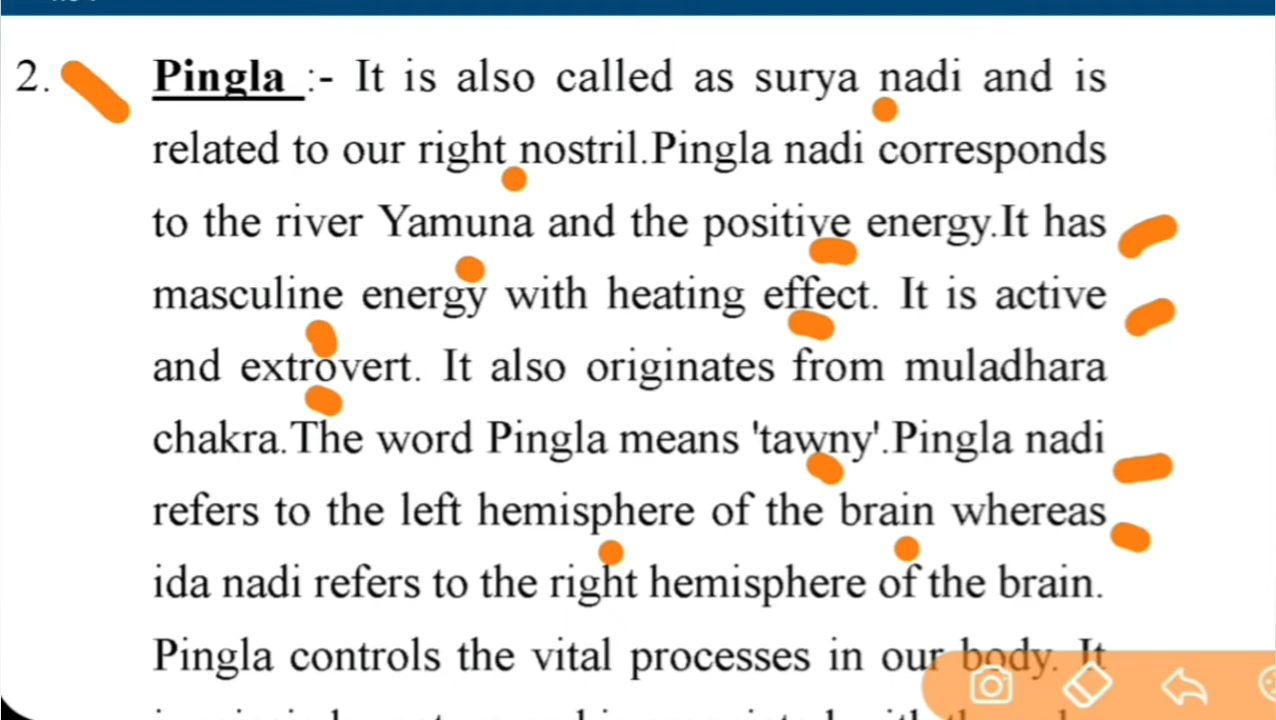 2. Pingla :- It is also called as surya nadi and is
related to our right nostril.Pingla nadi corresponds
to the river Yamuna and the positive energy.It has
masculine energy with heating effect. It is active
and extrovert. It also originates from muladhara
chakra.The word Pingla means 'tawny'.Pingla nadi
refers to the left hemisphere of the brain whereas
ida nadi refers to the right hemisphere of the brain.
Pingla controls the vital processes in our body. It